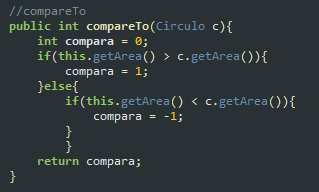 //compareTo
public int compareTo(Circulo c){
    int compara = 0;
    if(this.getArea() > c.getArea()){
        compara = 1;
    }else{
        if(this.getArea() < c.getArea()){
            compara = -1;
        }
        }
    return compara;
}